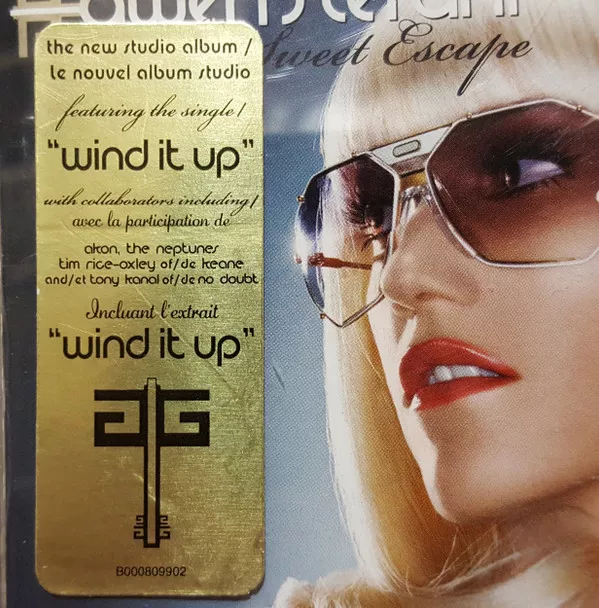 Gwen Stefani
Sweet Escape
the new studio album /
le nouvel album studio
featuring the single /
“wind it up”
with collaborators including /
avec la participation de
akon, the neptunes
tim rice-oxley of/de keane
and/et tony kanal of/de no doubt
Incluant l'extrait
“wind it up”
B000809902